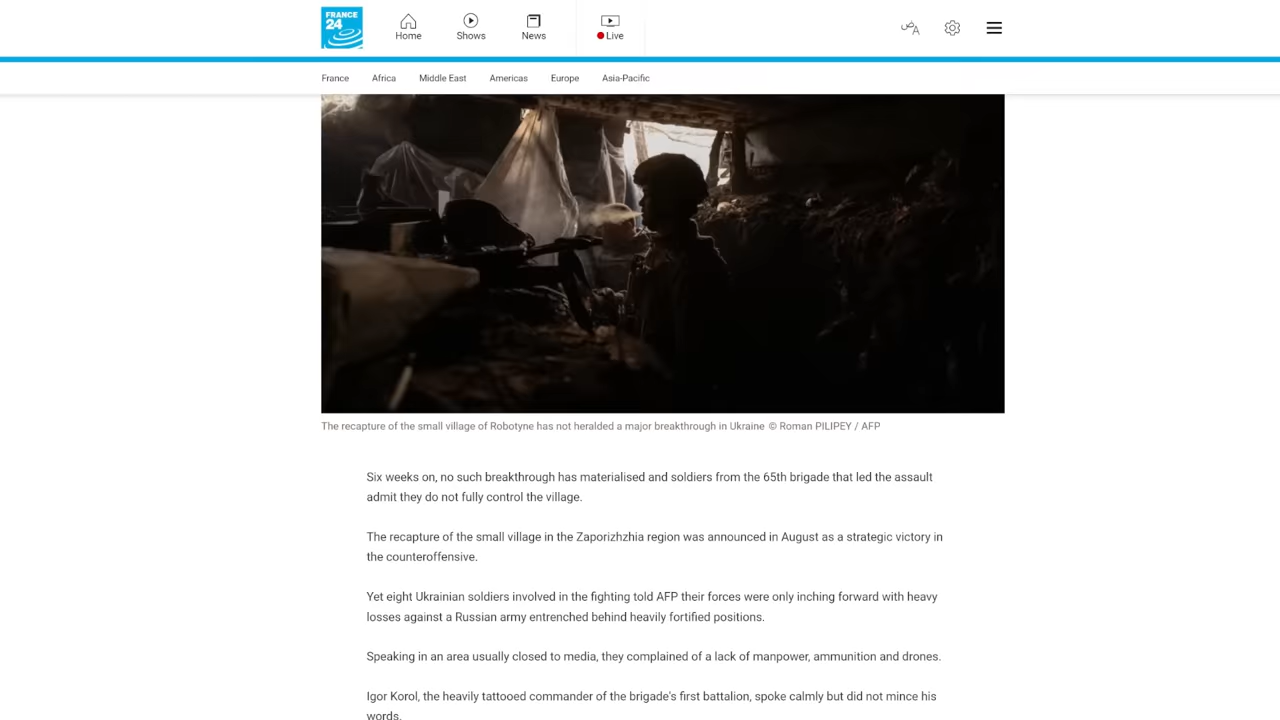 FRANCE
24
Home
Shows
News
Live
ضA
France
Africa
Middle East
Americas
Europe
Asia-Pacific
The recapture of the small village of Robotyne has not heralded a major breakthrough in Ukraine © Roman PILIPEY / AFP
Six weeks on, no such breakthrough has materialised and soldiers from the 65th brigade that led the assault
admit they do not fully control the village.
The recapture of the small village in the Zaporizhzhia region was announced in August as a strategic victory in
the counteroffensive.
Yet eight Ukrainian soldiers involved in the fighting told AFP their forces were only inching forward with heavy
losses against a Russian army entrenched behind heavily fortified positions.
Speaking in an area usually closed to media, they complained of a lack of manpower, ammunition and drones.
Igor Korol, the heavily tattooed commander of the brigade's first battalion, spoke calmly but did not mince his
words.